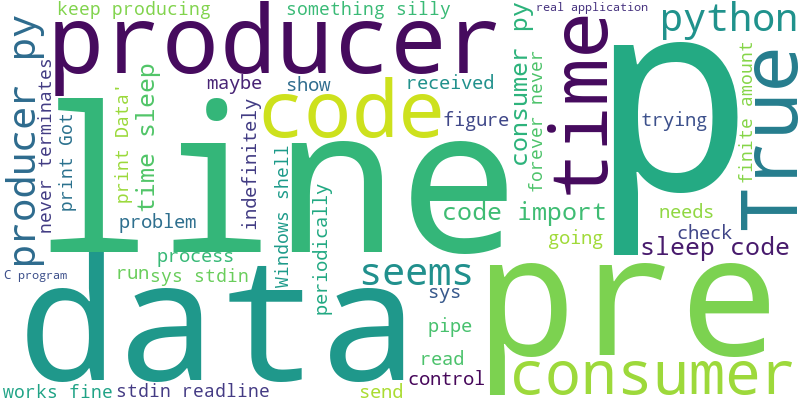 keep producing
something silly
real application
producer
producer py
python
consumer py
never terminates
maybe
show
received
time
p
True
code
line
time sleep
print Data'
print Got
indefinitely
figure
trying
finite amount
forever never
problem
Windows shell
periodically
code import
needs
going
check
sleep code
process
C program
run
sys stdin
seems
data
sys
pre
pipe
read
control
consumer
works fine
stdin readline
send